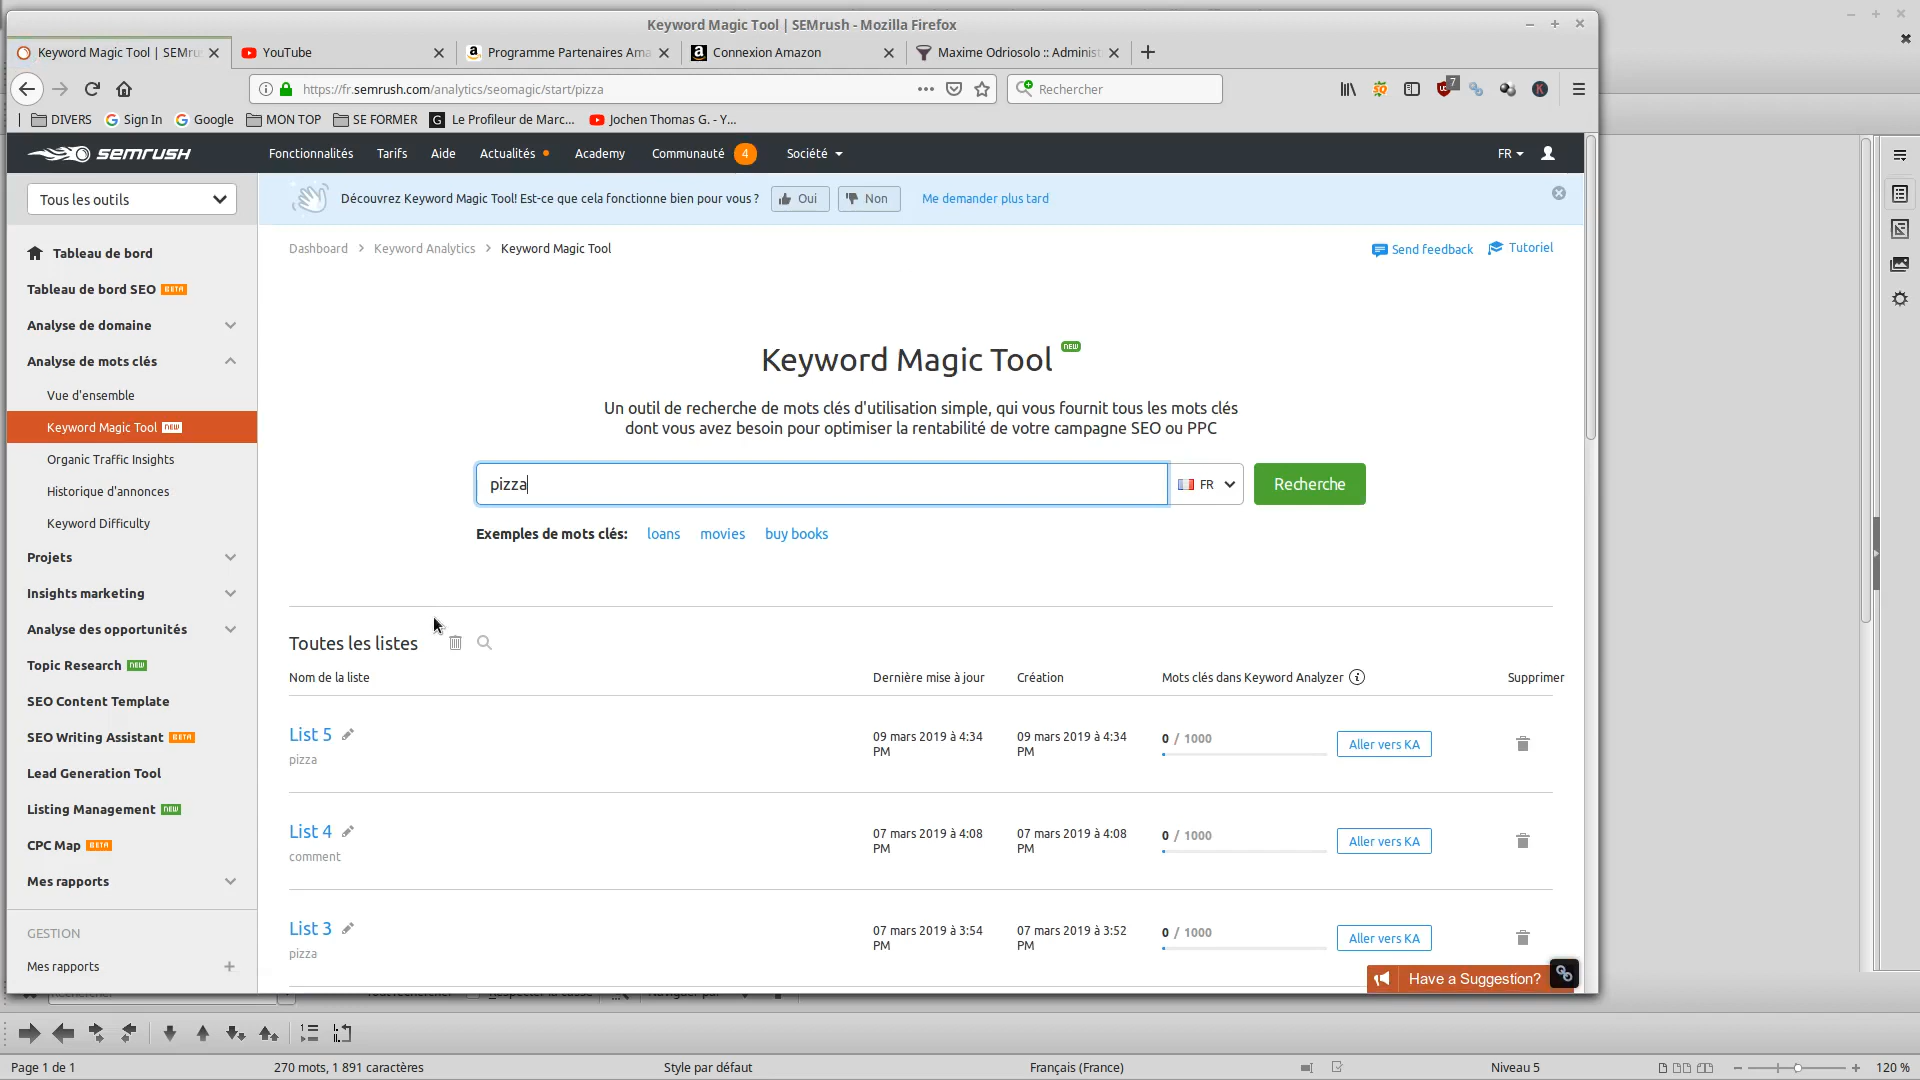 Keyword Magic Tool | SEMrush - Mozilla Firefox
Keyword Magic Tool | SEMru
YouTube
Programme Partenaires Ama
Connexion Amazon
Maxime Odriosolo :: Administ
https://fr.semrush.com/analytics/seomagic/start/pizza
Rechercher
7
DIVERS
Sign In
Google
MON TOP
SE FORMER
Le Profileur de Marc...
Jochen Thomas G. - Y...
SEMRUSH
Fonctionnalités
Tarifs
Aide
Actualités
Academy
Communauté 4
Société
FR
Tous les outils
Découvrez Keyword Magic Tool! Est-ce que cela fonctionne bien pour vous ?
Oui
Non
Me demander plus tard
Tableau de bord
Tableau de bord SEO BETA
Analyse de domaine
Analyse de mots clés
Vue d'ensemble
Keyword Magic Tool NEW
Organic Traffic Insights
Historique d'annonces
Keyword Difficulty
Projets
Insights marketing
Analyse des opportunités
Topic Research NEW
SEO Content Template
SEO Writing Assistant BETA
Lead Generation Tool
Listing Management NEW
CPC Map BETA
Mes rapports
GESTION
Mes rapports
Dashboard > Keyword Analytics > Keyword Magic Tool
Send feedback
Tutoriel
Keyword Magic Tool NEW
Un outil de recherche de mots clés d'utilisation simple, qui vous fournit tous les mots clés
dont vous avez besoin pour optimiser la rentabilité de votre campagne SEO ou PPC
pizza
FR
Recherche
Exemples de mots clés: loans movies buy books
Toutes les listes
Nom de la liste
Dernière mise à jour
Création
Mots clés dans Keyword Analyzer
Supprimer
List 5
pizza
09 mars 2019 à 4:34
PM
09 mars 2019 à 4:34
PM
0 / 1000
Aller vers KA
List 4
comment
07 mars 2019 à 4:08
PM
07 mars 2019 à 4:08
PM
0 / 1000
Aller vers KA
List 3
pizza
07 mars 2019 à 3:54
PM
07 mars 2019 à 3:52
PM
0 / 1000
Aller vers KA
Have a Suggestion?
Page 1 de 1
270 mots, 1 891 caractères
Style par défaut
Français (France)
Niveau 5
120 %